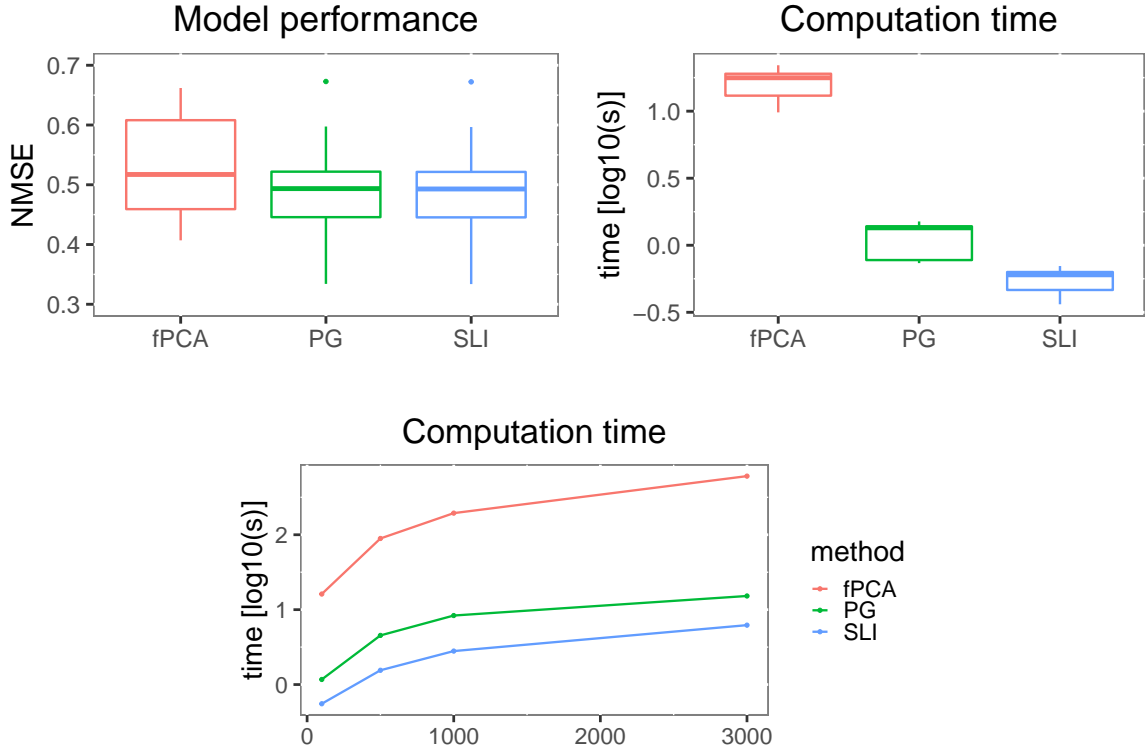 Model performance
NMSE
0.7
0.6
0.5
0.4
0.3
fPCA PG SLI
Computation time
time [log10(s)]
1.0
0.5
0.0
−0.5
fPCA PG SLI
Computation time
time [log10(s)]
2
1
0
0 1000 2000 3000
method
fPCA
PG
SLI